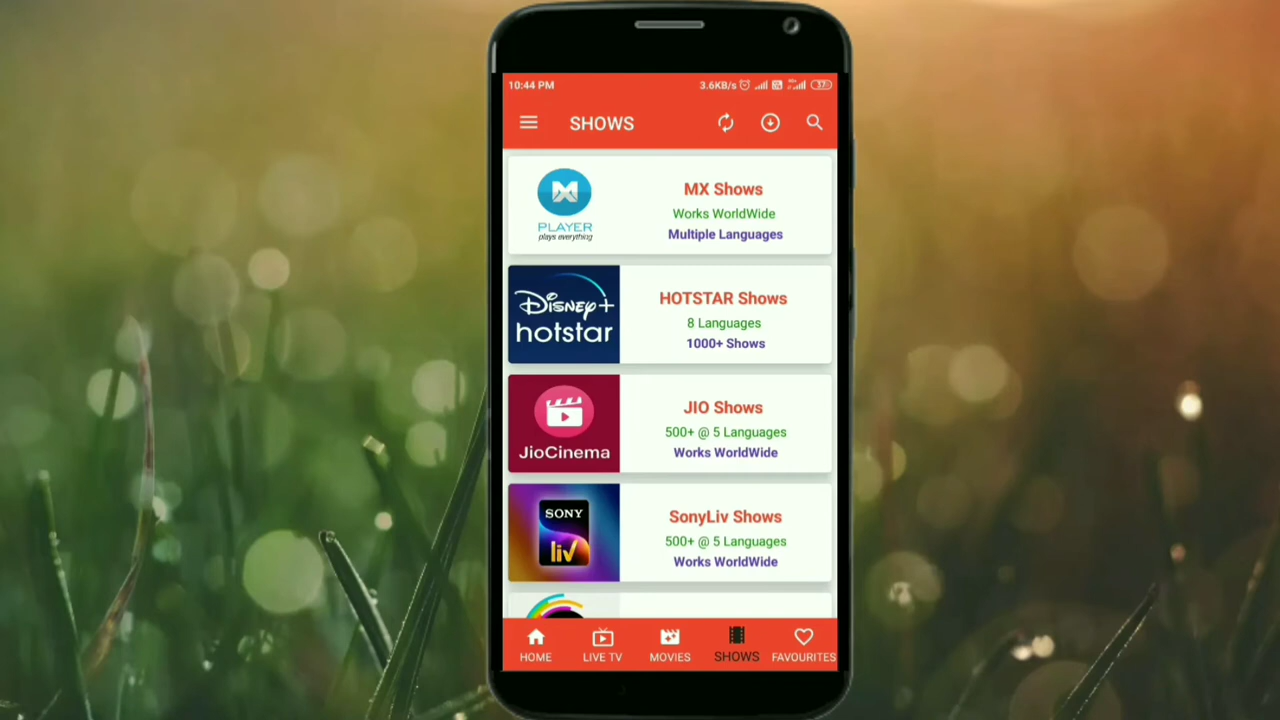 10:44 PM
3.6KB/s
37
SHOWS
PLAYER
plays everything
MX Shows
Works WorldWide
Multiple Languages
Disney+
hotstar
HOTSTAR Shows
8 Languages
1000+ Shows
JioCinema
JIO Shows
500+ @ 5 Languages
Works WorldWide
SONY
liv
SonyLiv Shows
500+ @ 5 Languages
Works WorldWide
HOME
LIVE TV
MOVIES
SHOWS
FAVOURITES